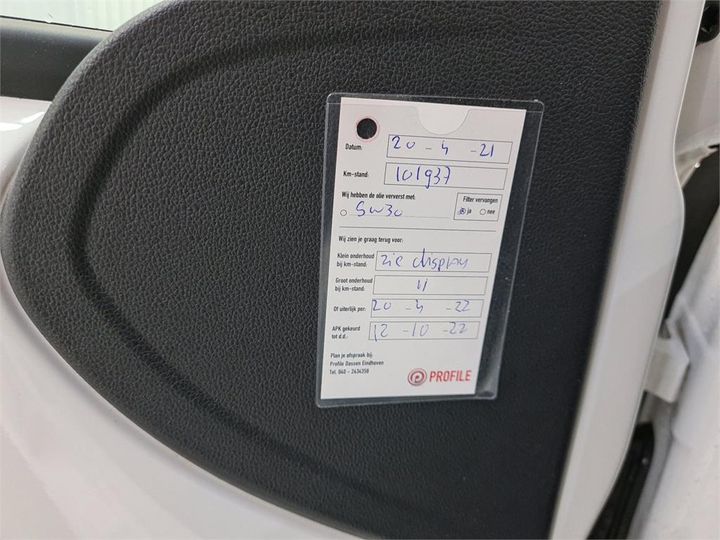 Datum: 20 - 4 - 21
Km-stand: 101937
Wij hebben de olie ververst met: Filter vervangen
5w30 ja nee
Wij zien je graag terug voor:
Klein onderhoud bij km-stand: zie display
Groot onderhoud bij km-stand: 11
Of uiterlijk per: 20 - 4 - 22
APK gekeurd tot d.d.: 12 - 10 - 22
Plan je afspraak bij:
Profile Dassen Eindhoven
Tel. 040 - 2434350
PROFILE